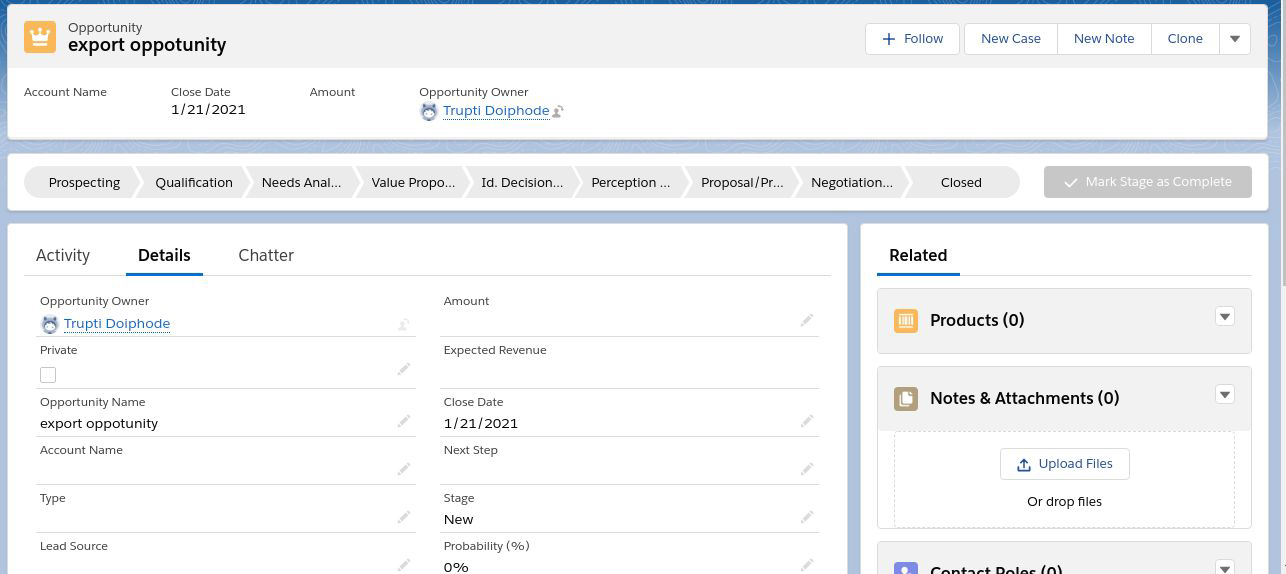 Opportunity
export oppotunity
Follow
New Case
New Note
Clone
Account Name
Close Date
Amount
Opportunity Owner
1/21/2021
Trupti Doiphode
Prospecting
Qualification
Needs Anal...
Value Propo...
Id. Decision...
Perception ...
Proposal/Pr...
Negotiation...
Closed
Mark Stage as Complete
Activity
Details
Chatter
Opportunity Owner
Trupti Doiphode
Amount
Private
Expected Revenue
Opportunity Name
export oppotunity
Close Date
1/21/2021
Account Name
Next Step
Type
Stage
New
Lead Source
Probability (%)
0%
Related
Products (0)
Notes & Attachments (0)
Upload Files
Or drop files
Contact Roles (0)